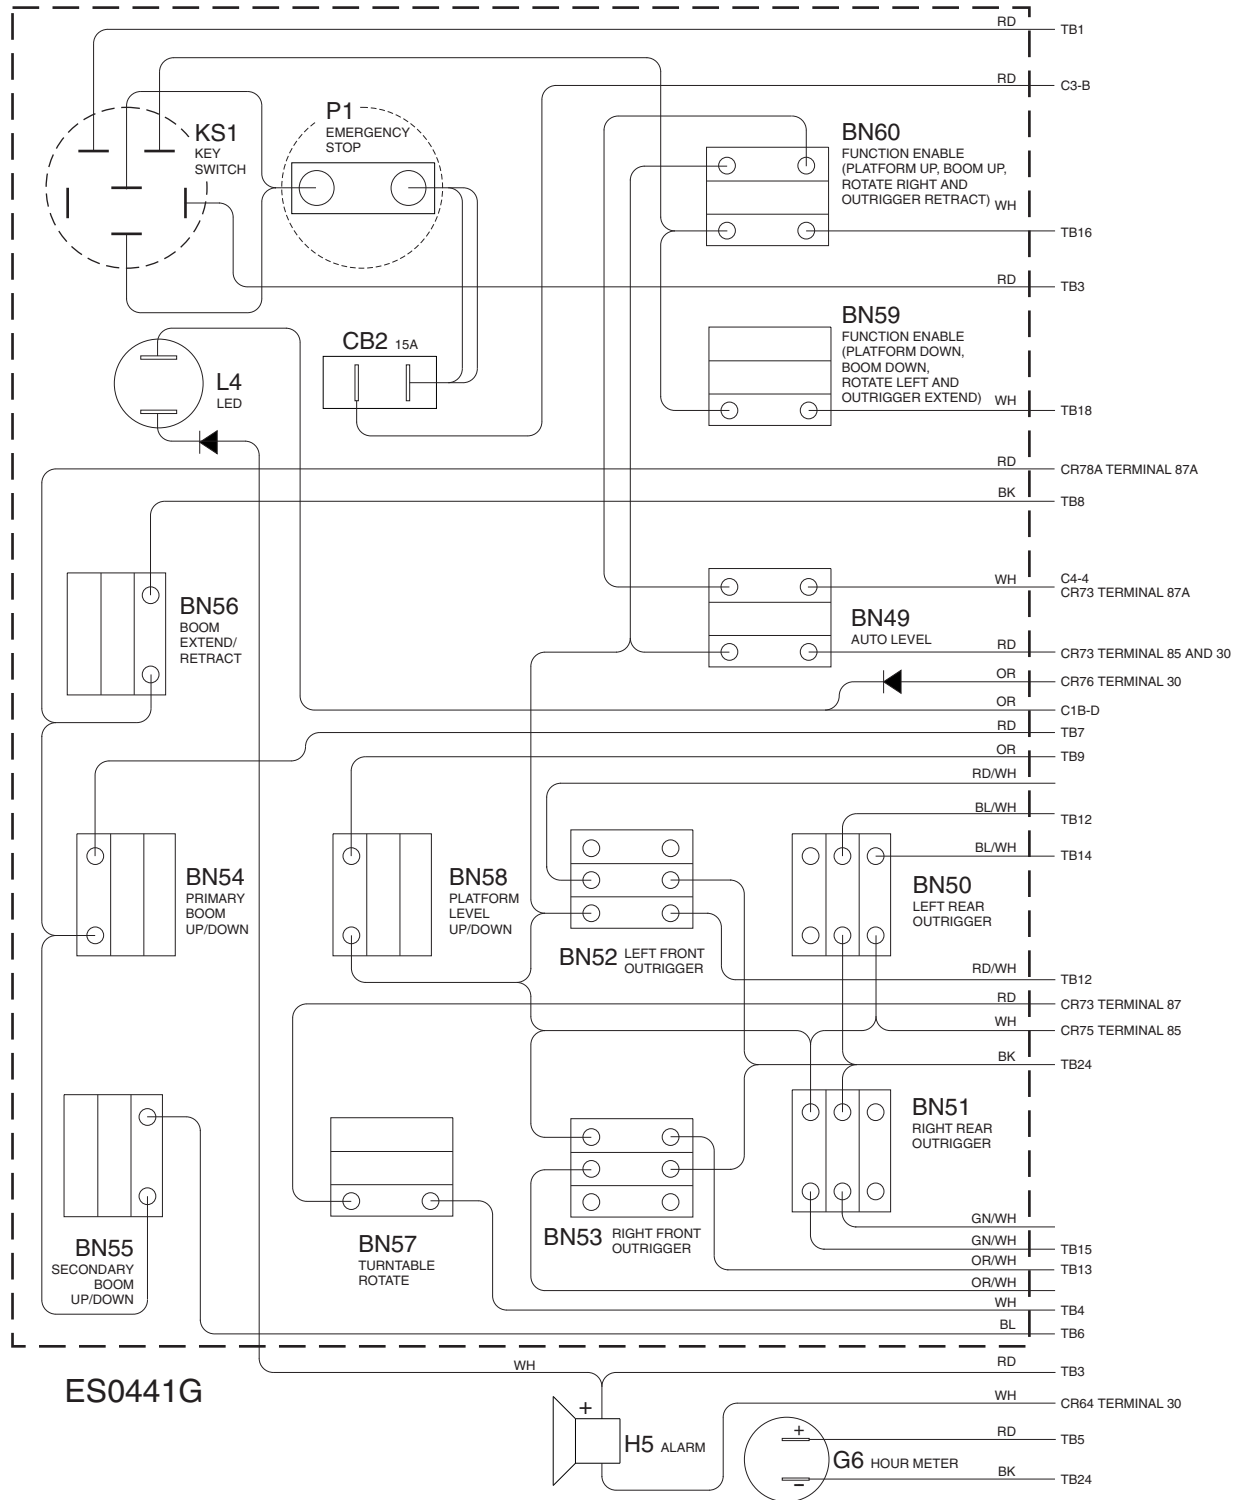 RD TB1
RD C3-B
KS1
KEY
SWITCH
P1
EMERGENCY
STOP
BN60
FUNCTION ENABLE
(PLATFORM UP, BOOM UP,
ROTATE RIGHT AND
OUTRIGGER RETRACT)
WH TB16
RD TB3
BN59
FUNCTION ENABLE
(PLATFORM DOWN,
BOOM DOWN,
ROTATE LEFT AND
OUTRIGGER EXTEND)
WH TB18
CB2 15A
L4
LED
RD CR78A TERMINAL 87A
BK TB8
WH C4-4
CR73 TERMINAL 87A
BN56
BOOM
EXTEND/
RETRACT
BN49
AUTO LEVEL
RD CR73 TERMINAL 85 AND 30
OR CR76 TERMINAL 30
OR C1B-D
RD TB7
OR TB9
RD/WH
BL/WH TB12
BL/WH TB14
BN54
PRIMARY
BOOM
UP/DOWN
BN58
PLATFORM
LEVEL
UP/DOWN
BN52 LEFT FRONT
OUTRIGGER
BN50
LEFT REAR
OUTRIGGER
RD/WH TB12
RD CR73 TERMINAL 87
WH CR75 TERMINAL 85
BK TB24
BN51
RIGHT REAR
OUTRIGGER
BN55
SECONDARY
BOOM
UP/DOWN
BN57
TURNTABLE
ROTATE
BN53 RIGHT FRONT
OUTRIGGER
GN/WH
GN/WH TB15
OR/WH TB13
OR/WH
WH TB4
BL TB6
ES0441G
WH
RD TB3
WH CR64 TERMINAL 30
+
H5 ALARM
RD TB5
+
G6 HOUR METER
–
BK TB24